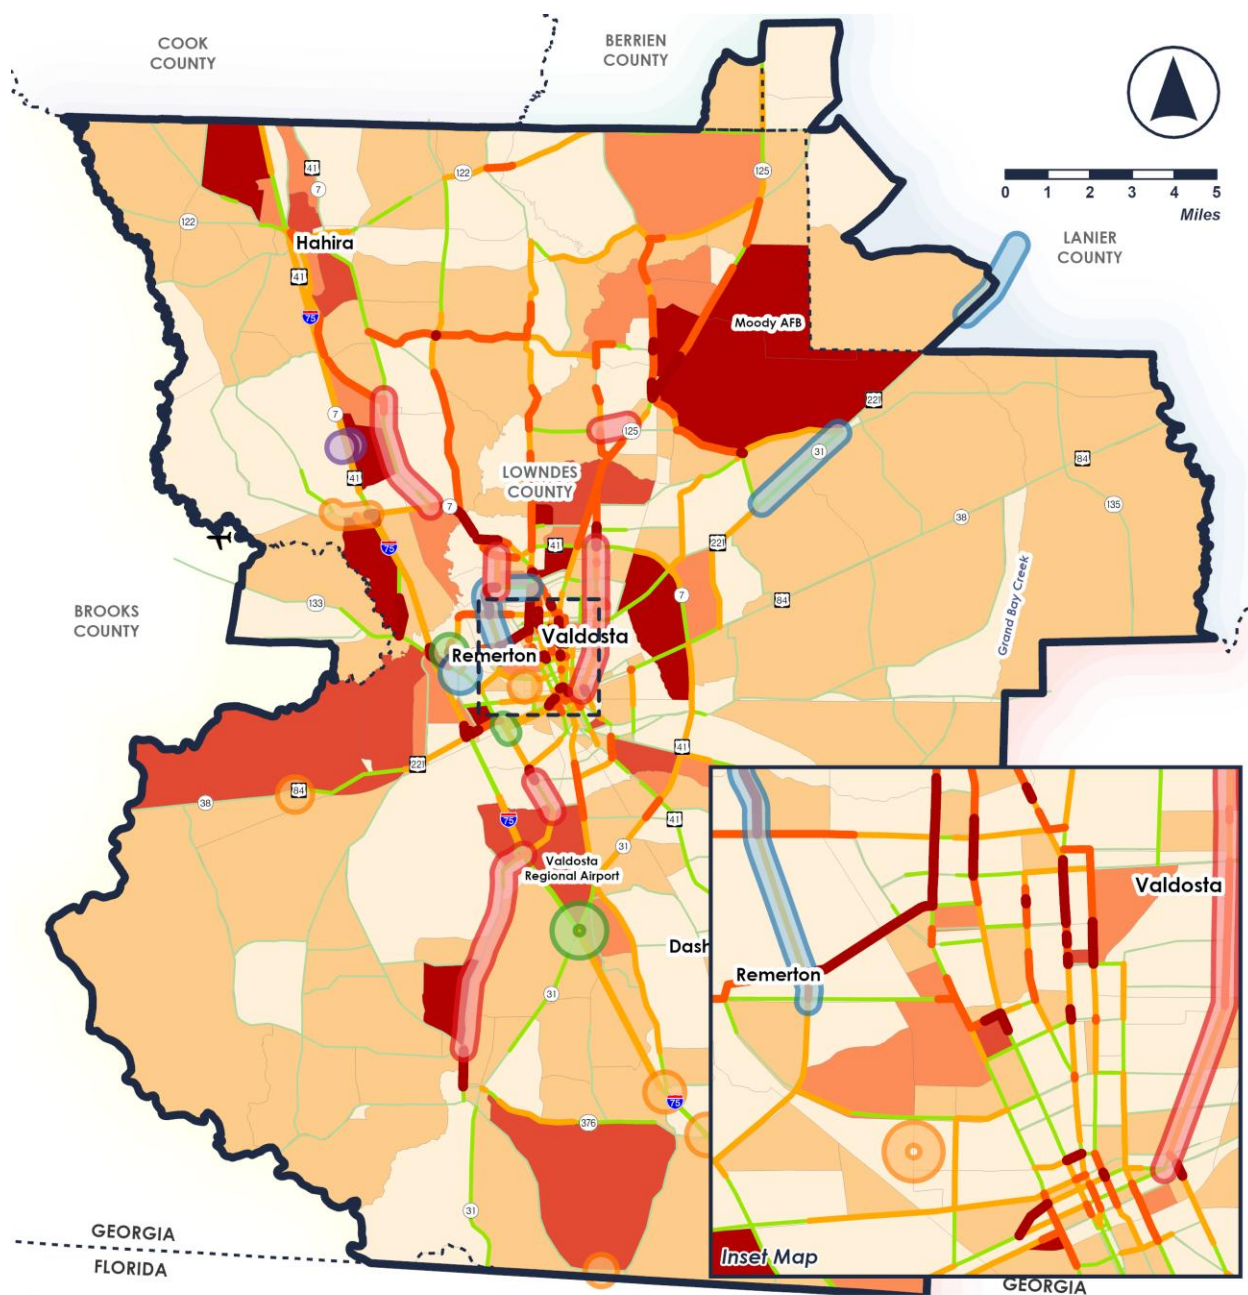 COOK
COUNTY
BERRIEN
COUNTY
0 1 2 3 4 5
Miles
41
7
122
125
122
Hahira
41
75
LANIER
COUNTY
Moody AFB
7
221
125
31
84
41
LOWNDES
COUNTY
7
135
38
75
41
221
84
133
7
Grand Bay Creek
BROOKS
COUNTY
Valdosta
Remerton
41
221
84
38
75
41
31
Valdosta
Regional Airport
Dash
31
75
376
31
GEORGIA
FLORIDA
Valdosta
Remerton
Inset Map
GEORGIA